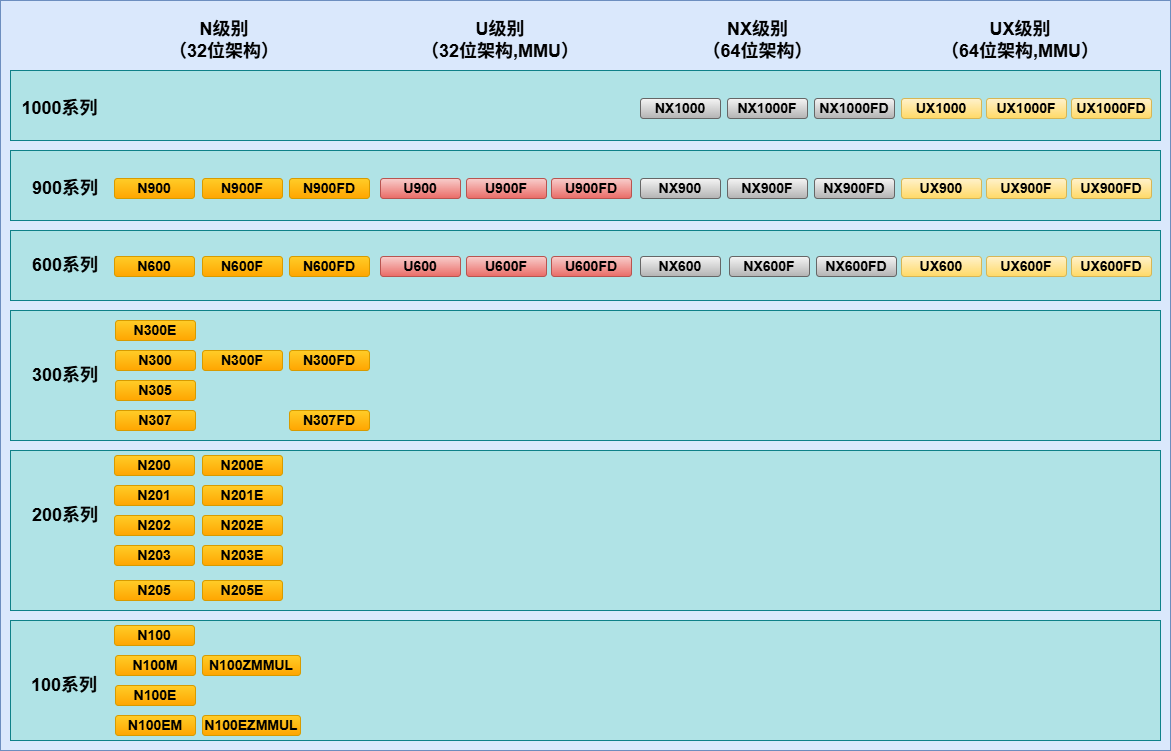 N级别
（32位架构）
U级别
（32位架构,MMU）
NX级别
（64位架构）
UX级别
（64位架构,MMU）
1000系列
NX1000 NX1000F NX1000FD UX1000 UX1000F UX1000FD
900系列
N900 N900F N900FD U900 U900F U900FD NX900 NX900F NX900FD UX900 UX900F UX900FD
600系列
N600 N600F N600FD U600 U600F U600FD NX600 NX600F NX600FD UX600 UX600F UX600FD
300系列
N300E
N300 N300F N300FD
N305
N307 N307FD
200系列
N200 N200E
N201 N201E
N202 N202E
N203 N203E
N205 N205E
100系列
N100
N100M N100ZMMUL
N100E
N100EM N100EZMMUL